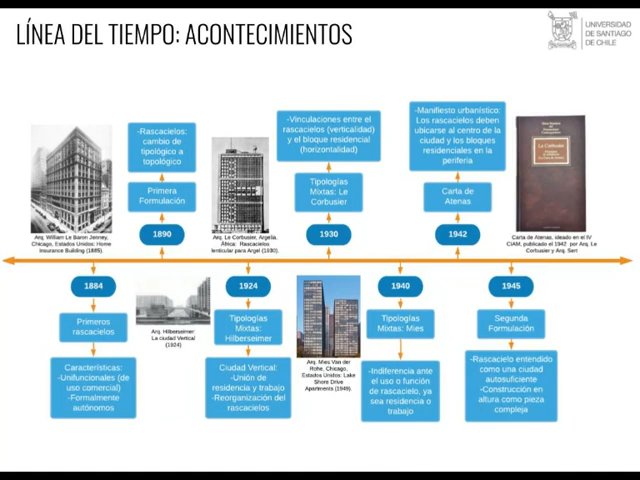 LÍNEA DEL TIEMPO: ACONTECIMIENTOS
UNIVERSIDAD
DE SANTIAGO
DE CHILE
-Rascacielos:
cambio de
tipológico a
topológico
Primera
Formulación
1890
-Vinculaciones entre el
rascacielos (verticalidad)
y el bloque residencial
(horizontalidad)
Tipologías
Mixtas: Le
Corbusier
1930
-Manifiesto urbanístico:
Los rascacielos deben
ubicarse al centro de la
ciudad y los bloques
residenciales en la
periferia
Carta de
Atenas
1942
Le Corbusier
Arq. William Le Baron Jenney,
Chicago, Estados Unidos: Home
Insurance Building (1885).
Arq. Le Corbusier, Argelia,
África: Rascacielos
lenticular para Argel (1930).
Carta de Atenas, ideado en el IV
CIAM, publicado el 1942 por Arq. Le
Corbusier y Arq. Sert
1884
Primeros
rascacielos
Características:
-Unifuncionales (de
uso comercial)
-Formalmente
autónomos
Arq. Hilberseimer:
La ciudad Vertical
(1924)
1924
Tipologías
Mixtas:
Hilberseimer
Ciudad Vertical:
-Unión de
residencia y trabajo
-Reorganización del
rascacielos
Arq. Mies Van der
Rohe, Chicago,
Estados Unidos: Lake
Shore Drive
Apartments (1949).
1940
Tipologías
Mixtas: Mies
-Indiferencia ante
el uso o función
de rascacielo, ya
sea residencia o
trabajo
1945
Segunda
Formulación
-Rascacielo entendido
como una ciudad
autosuficiente
-Construcción en
altura como pieza
compleja